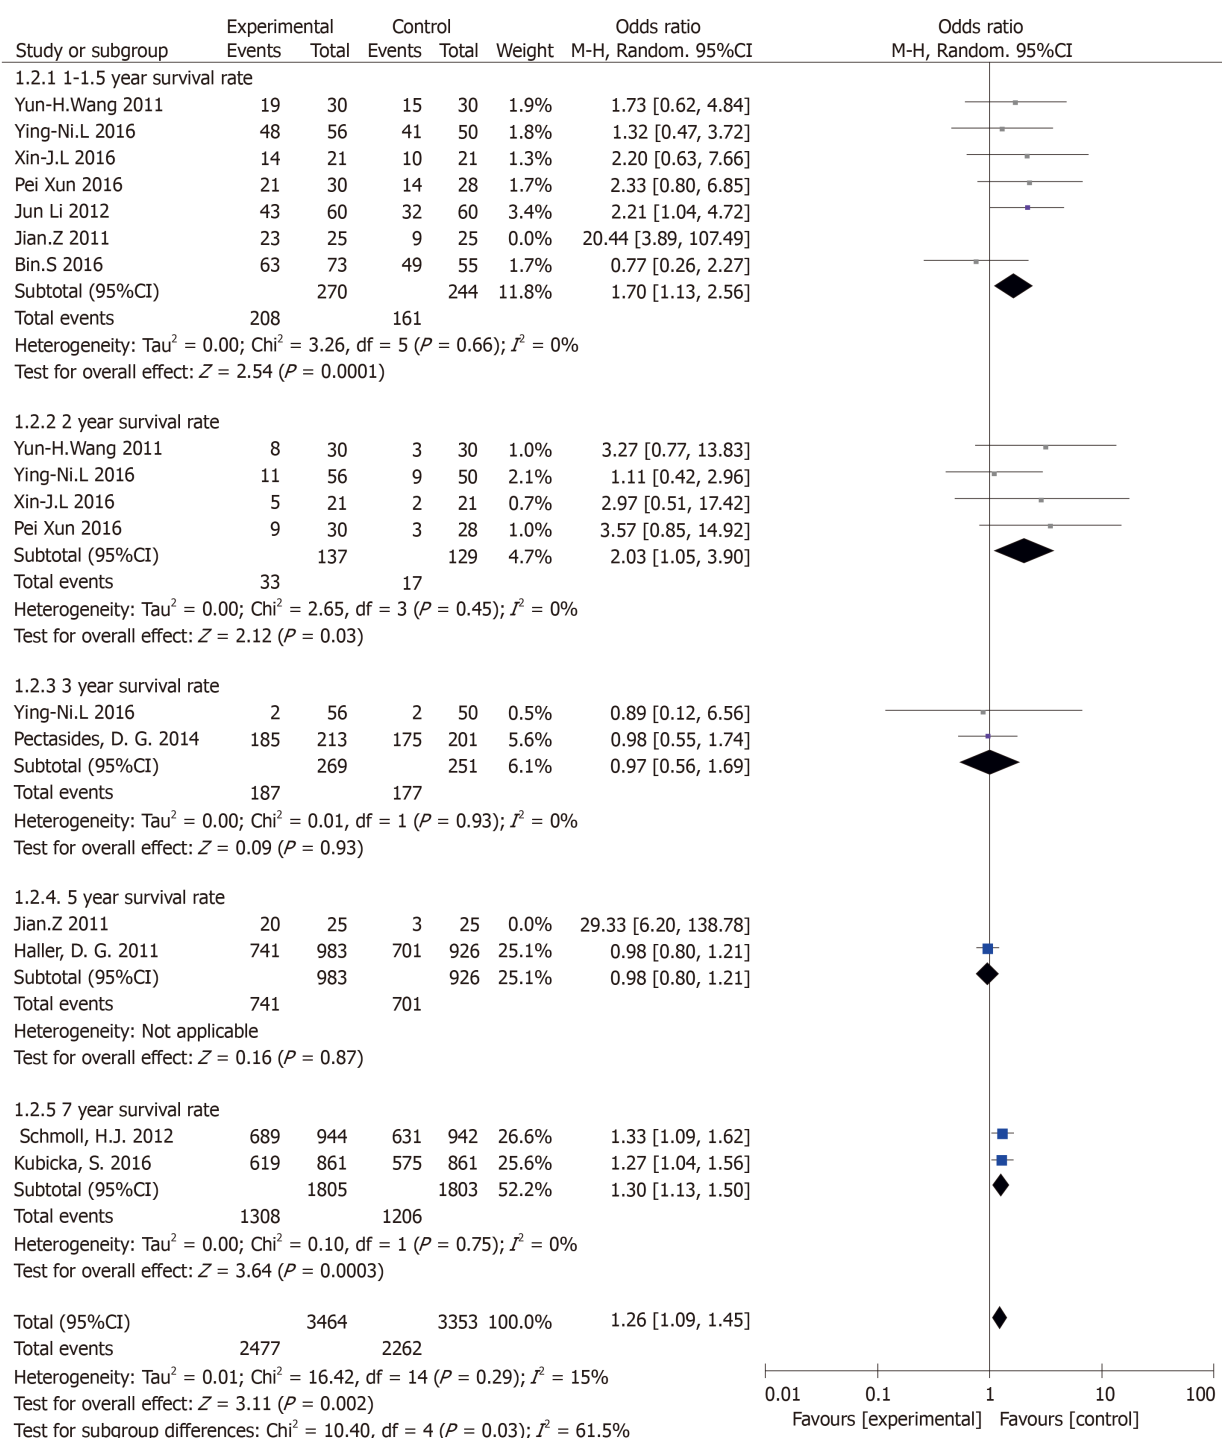 Experimental Control Odds ratio Odds ratio
Study or subgroup Events Total Events Total Weight M-H, Random. 95%CI M-H, Random. 95%CI
1.2.1 1-1.5 year survival rate
Yun-H.Wang 2011 19 30 15 30 1.9% 1.73 [0.62, 4.84]
Ying-Ni.L 2016 48 56 41 50 1.8% 1.32 [0.47, 3.72]
Xin-J.L 2016 14 21 10 21 1.3% 2.20 [0.63, 7.66]
Pei Xun 2016 21 30 14 28 1.7% 2.33 [0.80, 6.85]
Jun Li 2012 43 60 32 60 3.4% 2.21 [1.04, 4.72]
Jian.Z 2011 23 25 9 25 0.0% 20.44 [3.89, 107.49]
Bin.S 2016 63 73 49 55 1.7% 0.77 [0.26, 2.27]
Subtotal (95%CI) 270 244 11.8% 1.70 [1.13, 2.56]
Total events 208 161
Heterogeneity: Tau² = 0.00; Chi² = 3.26, df = 5 (P = 0.66); I² = 0%
Test for overall effect: Z = 2.54 (P = 0.0001)
1.2.2 2 year survival rate
Yun-H.Wang 2011 8 30 3 30 1.0% 3.27 [0.77, 13.83]
Ying-Ni.L 2016 11 56 9 50 2.1% 1.11 [0.42, 2.96]
Xin-J.L 2016 5 21 2 21 0.7% 2.97 [0.51, 17.42]
Pei Xun 2016 9 30 3 28 1.0% 3.57 [0.85, 14.92]
Subtotal (95%CI) 137 129 4.7% 2.03 [1.05, 3.90]
Total events 33 17
Heterogeneity: Tau² = 0.00; Chi² = 2.65, df = 3 (P = 0.45); I² = 0%
Test for overall effect: Z = 2.12 (P = 0.03)
1.2.3 3 year survival rate
Ying-Ni.L 2016 2 56 2 50 0.5% 0.89 [0.12, 6.56]
Pectasides, D. G. 2014 185 213 175 201 5.6% 0.98 [0.55, 1.74]
Subtotal (95%CI) 269 251 6.1% 0.97 [0.56, 1.69]
Total events 187 177
Heterogeneity: Tau² = 0.00; Chi² = 0.01, df = 1 (P = 0.93); I² = 0%
Test for overall effect: Z = 0.09 (P = 0.93)
1.2.4. 5 year survival rate
Jian.Z 2011 20 25 3 25 0.0% 29.33 [6.20, 138.78]
Haller, D. G. 2011 741 983 701 926 25.1% 0.98 [0.80, 1.21]
Subtotal (95%CI) 983 926 25.1% 0.98 [0.80, 1.21]
Total events 741 701
Heterogeneity: Not applicable
Test for overall effect: Z = 0.16 (P = 0.87)
1.2.5 7 year survival rate
Schmoll, H.J. 2012 689 944 631 942 26.6% 1.33 [1.09, 1.62]
Kubicka, S. 2016 619 861 575 861 25.6% 1.27 [1.04, 1.56]
Subtotal (95%CI) 1805 1803 52.2% 1.30 [1.13, 1.50]
Total events 1308 1206
Heterogeneity: Tau² = 0.00; Chi² = 0.10, df = 1 (P = 0.75); I² = 0%
Test for overall effect: Z = 3.64 (P = 0.0003)
Total (95%CI) 3464 3353 100.0% 1.26 [1.09, 1.45]
Total events 2477 2262
Heterogeneity: Tau² = 0.01; Chi² = 16.42, df = 14 (P = 0.29); I² = 15%
Test for overall effect: Z = 3.11 (P = 0.002)
Test for subgroup differences: Chi² = 10.40, df = 4 (P = 0.03); I² = 61.5%
0.01 0.1 1 10 100
Favours [experimental] Favours [control]